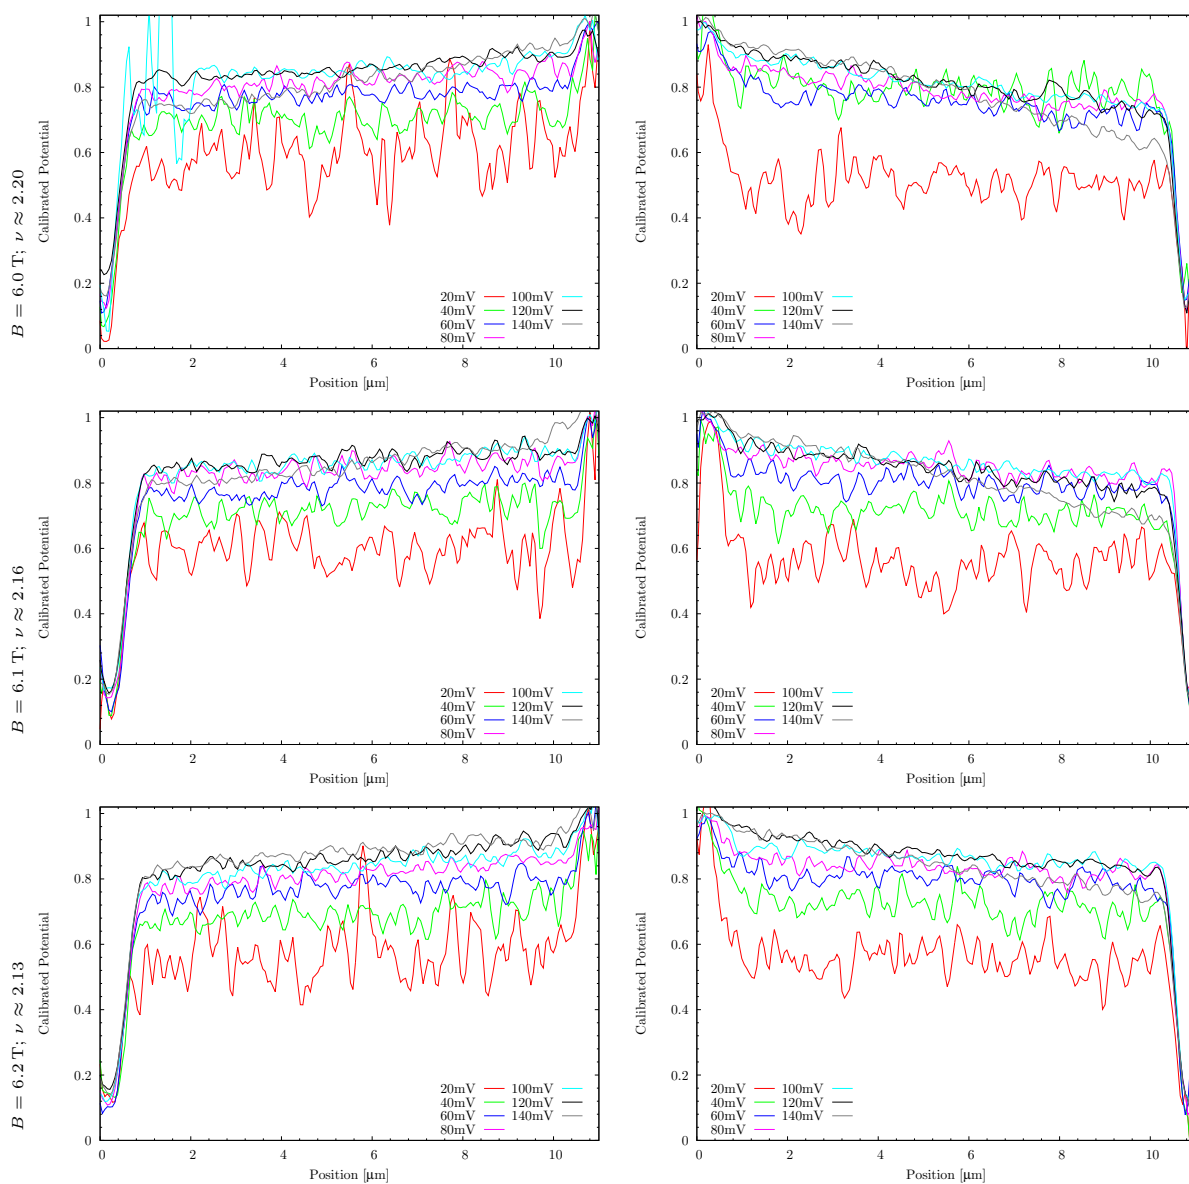 B = 6.0 T; ν ≈ 2.20
Calibrated Potential
1
0.8
0.6
0.4
0.2
0
20mV
100mV
40mV
120mV
60mV
140mV
80mV
0 2 4 6 8 10
Position [µm]
Calibrated Potential
1
0.8
0.6
0.4
0.2
0
20mV
100mV
40mV
120mV
60mV
140mV
80mV
0 2 4 6 8 10
Position [µm]
B = 6.1 T; ν ≈ 2.16
Calibrated Potential
1
0.8
0.6
0.4
0.2
0
20mV
100mV
40mV
120mV
60mV
140mV
80mV
0 2 4 6 8 10
Position [µm]
Calibrated Potential
1
0.8
0.6
0.4
0.2
0
20mV
100mV
40mV
120mV
60mV
140mV
80mV
0 2 4 6 8 10
Position [µm]
B = 6.2 T; ν ≈ 2.13
Calibrated Potential
1
0.8
0.6
0.4
0.2
0
20mV
100mV
40mV
120mV
60mV
140mV
80mV
0 2 4 6 8 10
Position [µm]
Calibrated Potential
1
0.8
0.6
0.4
0.2
0
20mV
100mV
40mV
120mV
60mV
140mV
80mV
0 2 4 6 8 10
Position [µm]